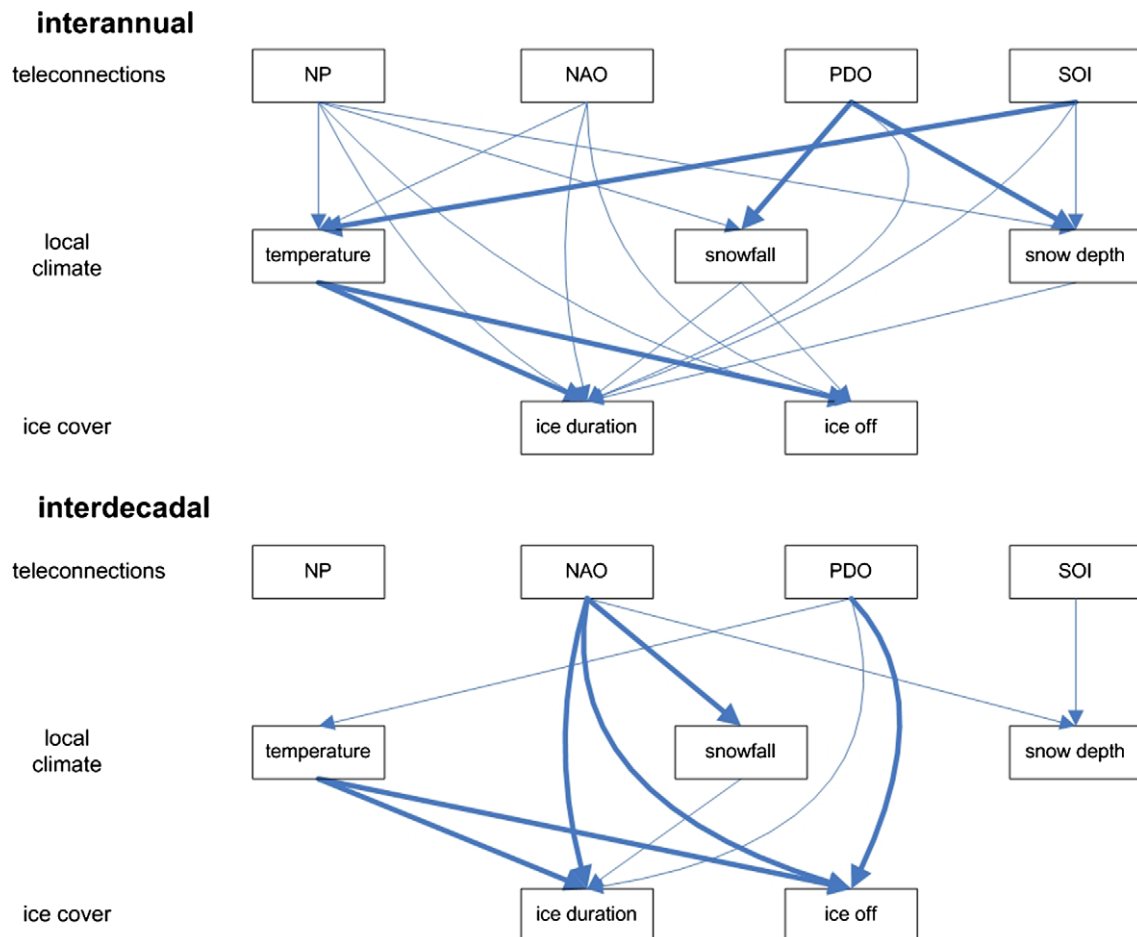 interannual
teleconnections NP NAO PDO SOI
local
climate temperature snowfall snow depth
ice cover ice duration ice off
interdecadal
teleconnections NP NAO PDO SOI
local
climate temperature snowfall snow depth
ice cover ice duration ice off